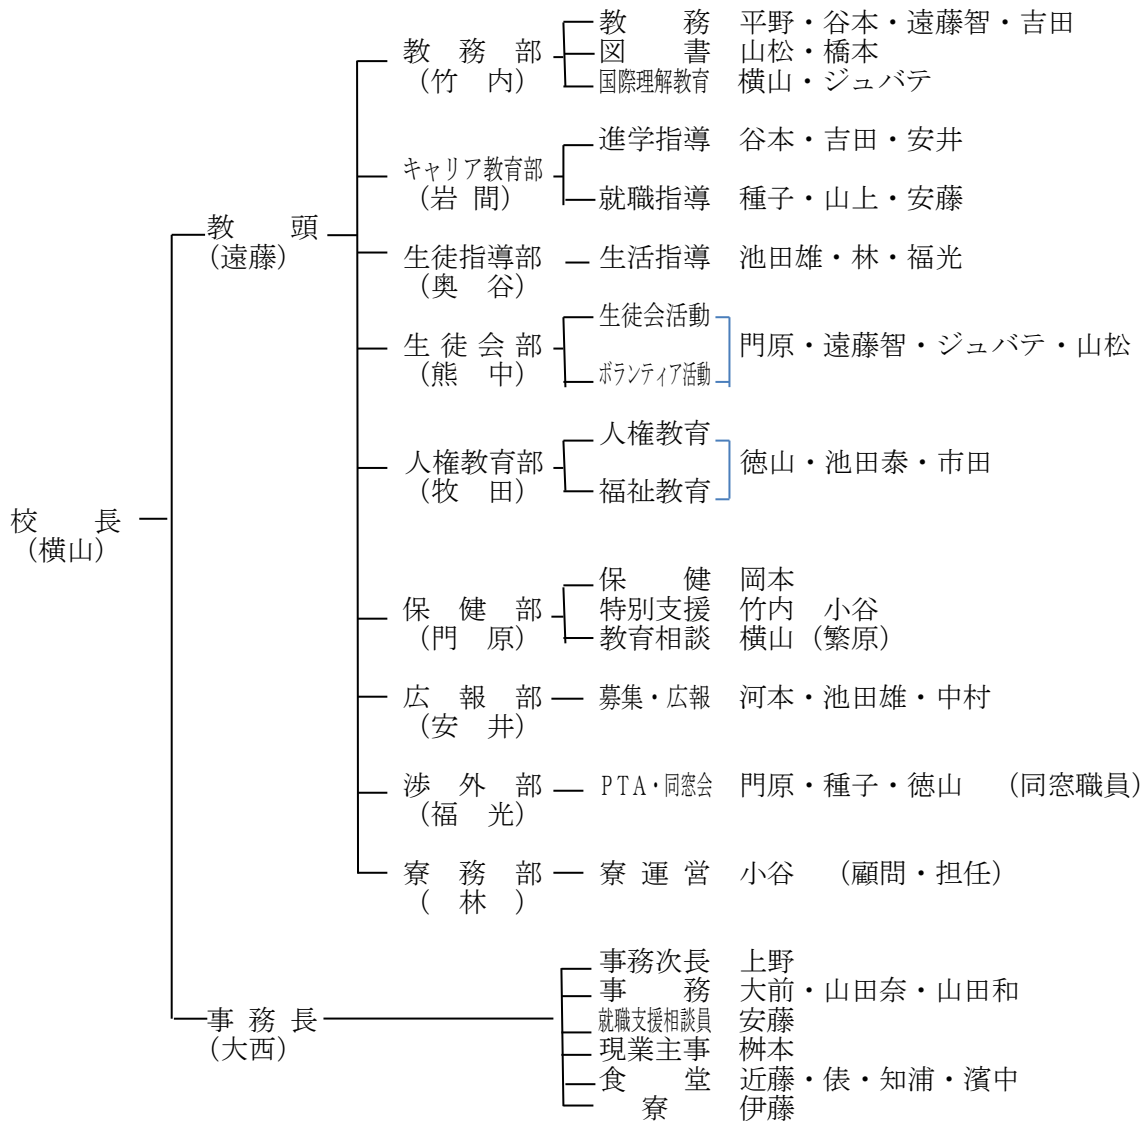 教務 平野・谷本・遠藤智・吉田
教務部 図書 山松・橋本
(竹内) 国際理解教育 横山・ジュバテ
進学指導 谷本・吉田・安井
キャリア教育部
(岩間) 就職指導 種子・山上・安藤
教頭
(遠藤)
生徒指導部 生活指導 池田雄・林・福光
(奥谷)
生徒会活動
生徒会部 門原・遠藤智・ジュバテ・山松
(熊中) ボランティア活動
人権教育
人権教育部 徳山・池田泰・市田
(牧田) 福祉教育
校長
(横山)
保健 岡本
保健部 特別支援 竹内 小谷
(門原) 教育相談 横山(繁原)
広報部 募集・広報 河本・池田雄・中村
(安井)
渉外部 PTA・同窓会 門原・種子・徳山 (同窓職員)
(福光)
寮務部 寮運営 小谷 (顧問・担任)
(林)
事務次長 上野
事務 大前・山田奈・山田和
事務長 就職支援相談員 安藤
(大西) 現業主事 桝本
食堂 近藤・俵・知浦・濱中
寮 伊藤